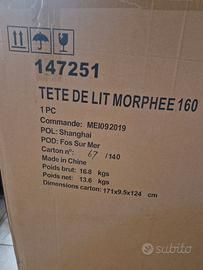 147251
TETE DE LIT MORPHEE 160
1 PC
Commande: MEI092019
POL: Shanghai
POD: Fos Sur Mer
Carton n° 67 /140
Made in China
Poids brut: 16.8 kgs
Poids net: 13.6 kgs
Dimensions carton: 171x9.5x124 cm
subito